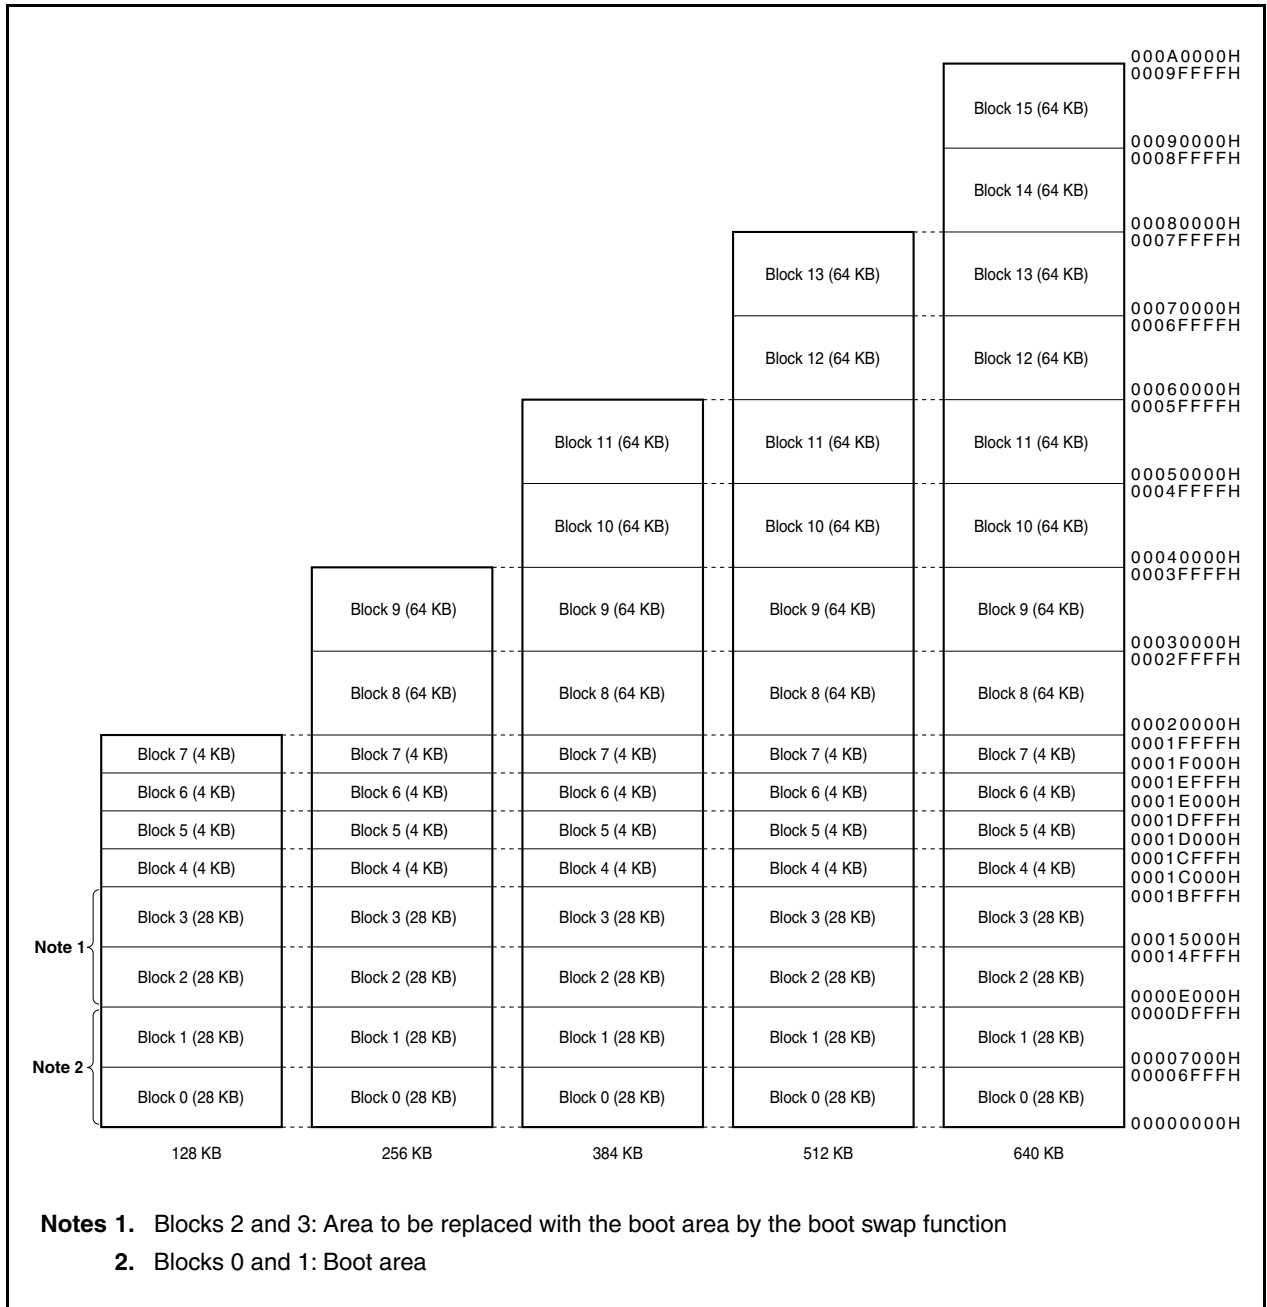 000A0000H
0009FFFFH
Block 15 (64 KB)
00090000H
0008FFFFH
Block 14 (64 KB)
00080000H
0007FFFFH
Block 13 (64 KB) Block 13 (64 KB)
00070000H
0006FFFFH
Block 12 (64 KB) Block 12 (64 KB)
00060000H
0005FFFFH
Block 11 (64 KB) Block 11 (64 KB) Block 11 (64 KB)
00050000H
0004FFFFH
Block 10 (64 KB) Block 10 (64 KB) Block 10 (64 KB)
00040000H
0003FFFFH
Block 9 (64 KB) Block 9 (64 KB) Block 9 (64 KB) Block 9 (64 KB)
00030000H
0002FFFFH
Block 8 (64 KB) Block 8 (64 KB) Block 8 (64 KB) Block 8 (64 KB)
00020000H
0001FFFFH
Block 7 (4 KB) Block 7 (4 KB) Block 7 (4 KB) Block 7 (4 KB) Block 7 (4 KB)
0001F000H
0001EFFFH
Block 6 (4 KB) Block 6 (4 KB) Block 6 (4 KB) Block 6 (4 KB) Block 6 (4 KB)
0001E000H
0001DFFFH
Block 5 (4 KB) Block 5 (4 KB) Block 5 (4 KB) Block 5 (4 KB) Block 5 (4 KB)
0001D000H
0001CFFFH
Block 4 (4 KB) Block 4 (4 KB) Block 4 (4 KB) Block 4 (4 KB) Block 4 (4 KB)
0001C000H
0001BFFFH
Block 3 (28 KB) Block 3 (28 KB) Block 3 (28 KB) Block 3 (28 KB) Block 3 (28 KB)
00015000H
Note 1
00014FFFH
Block 2 (28 KB) Block 2 (28 KB) Block 2 (28 KB) Block 2 (28 KB) Block 2 (28 KB)
0000E000H
0000DFFFH
Block 1 (28 KB) Block 1 (28 KB) Block 1 (28 KB) Block 1 (28 KB) Block 1 (28 KB)
00007000H
Note 2
00006FFFH
Block 0 (28 KB) Block 0 (28 KB) Block 0 (28 KB) Block 0 (28 KB) Block 0 (28 KB)
00000000H
128 KB 256 KB 384 KB 512 KB 640 KB
Notes 1. Blocks 2 and 3: Area to be replaced with the boot area by the boot swap function
2. Blocks 0 and 1: Boot area